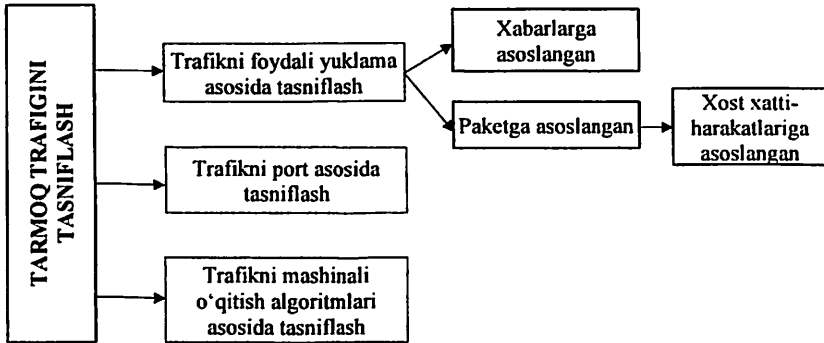 TARMOQ TRAFIGINI
TASNIFLASH
Trafikni foydali yuklama
asosida tasniflash
Xabarlarga
asoslangan
Paketga asoslangan
Xost xatti-
harakatlariga
asoslangan
Trafikni port asosida
tasniflash
Trafikni mashinali
o‘qitish algoritmlari
asosida tasniflash